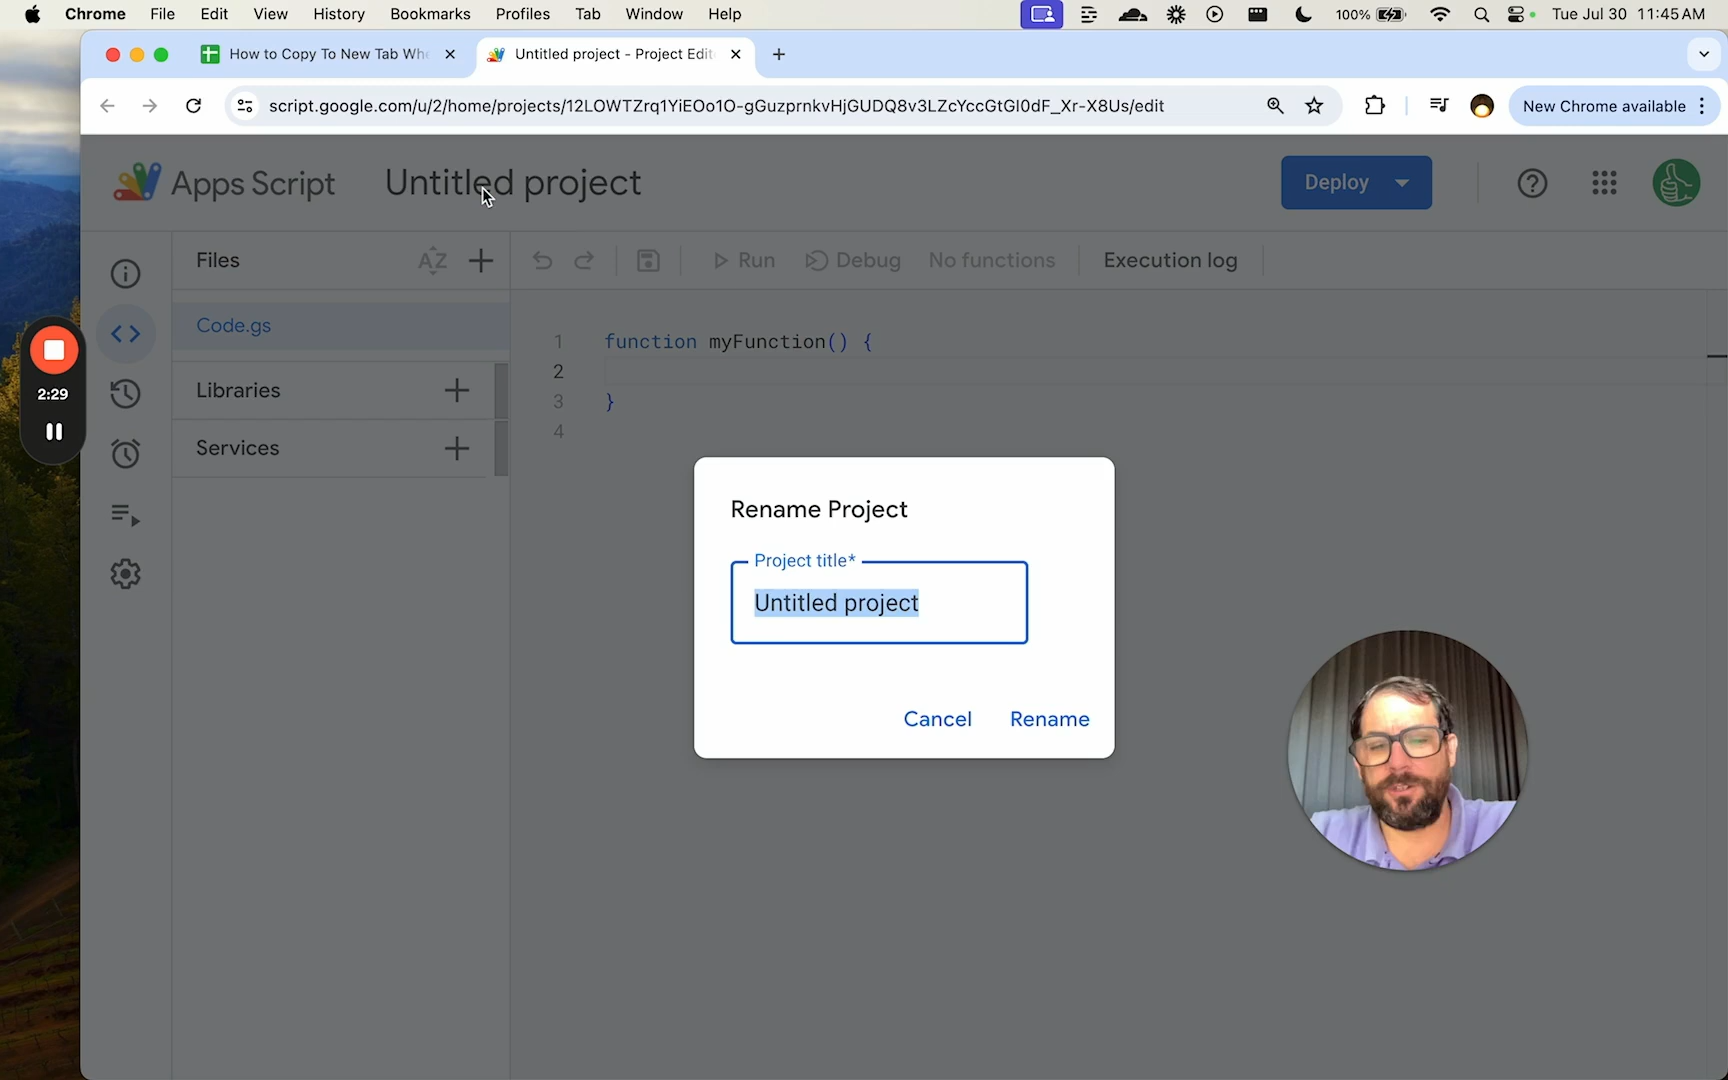 Chrome File Edit View History Bookmarks Profiles Tab Window Help 100% Tue Jul 30 11:45 AM
How to Copy To New Tab Whe
Untitled project - Project Edit
script.google.com/u/2/home/projects/12LOWTZrq1YiEOo1O-gGuzprnkvHjGUDQ8v3LZcYccGtGI0dF_Xr-X8Us/edit
New Chrome available
Apps Script Untitled project
Deploy
Files
AZ
Run Debug No functions Execution log
Code.gs
Libraries
Services
1 function myFunction() {
2
3 }
4
2:29
Rename Project
Project title*
Untitled project
Cancel Rename